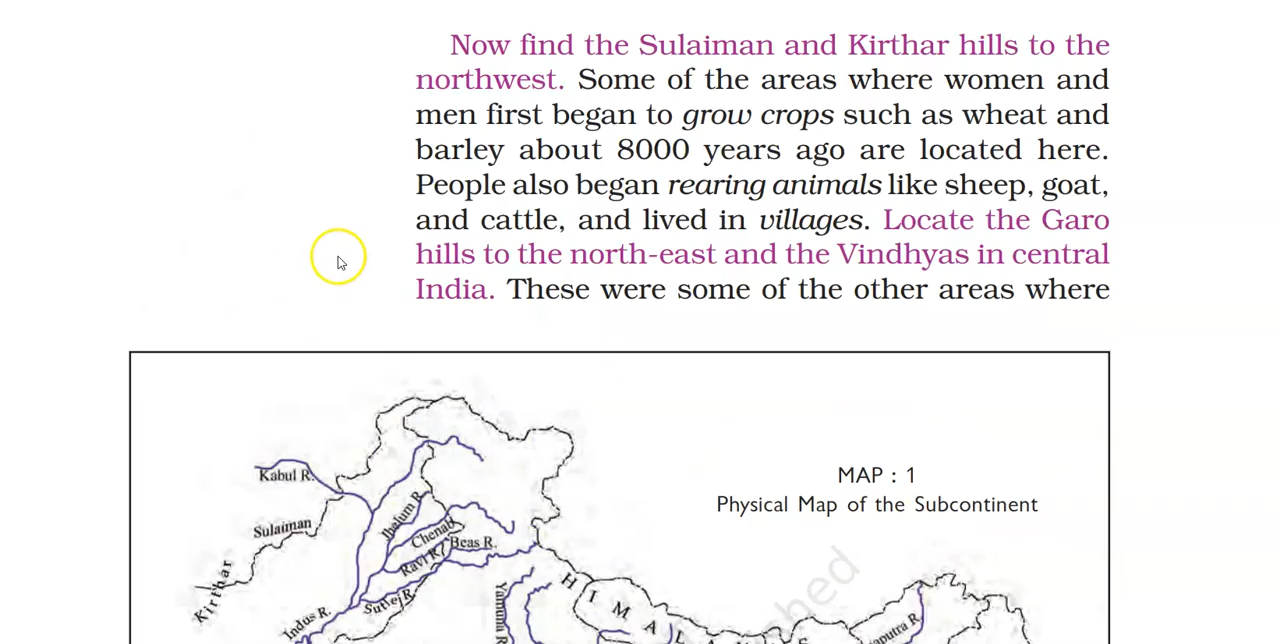 Now find the Sulaiman and Kirthar hills to the
northwest. Some of the areas where women and
men first began to grow crops such as wheat and
barley about 8000 years ago are located here.
People also began rearing animals like sheep, goat,
and cattle, and lived in villages. Locate the Garo
hills to the north-east and the Vindhyas in central
India. These were some of the other areas where
MAP : 1
Physical Map of the Subcontinent
Kabul R.
Sulaiman
Jhelum R.
Chenab
Beas R.
Ravi R.
Kirthar
Sutlej R.
Indus R.
Yamuna R
H I M A L A